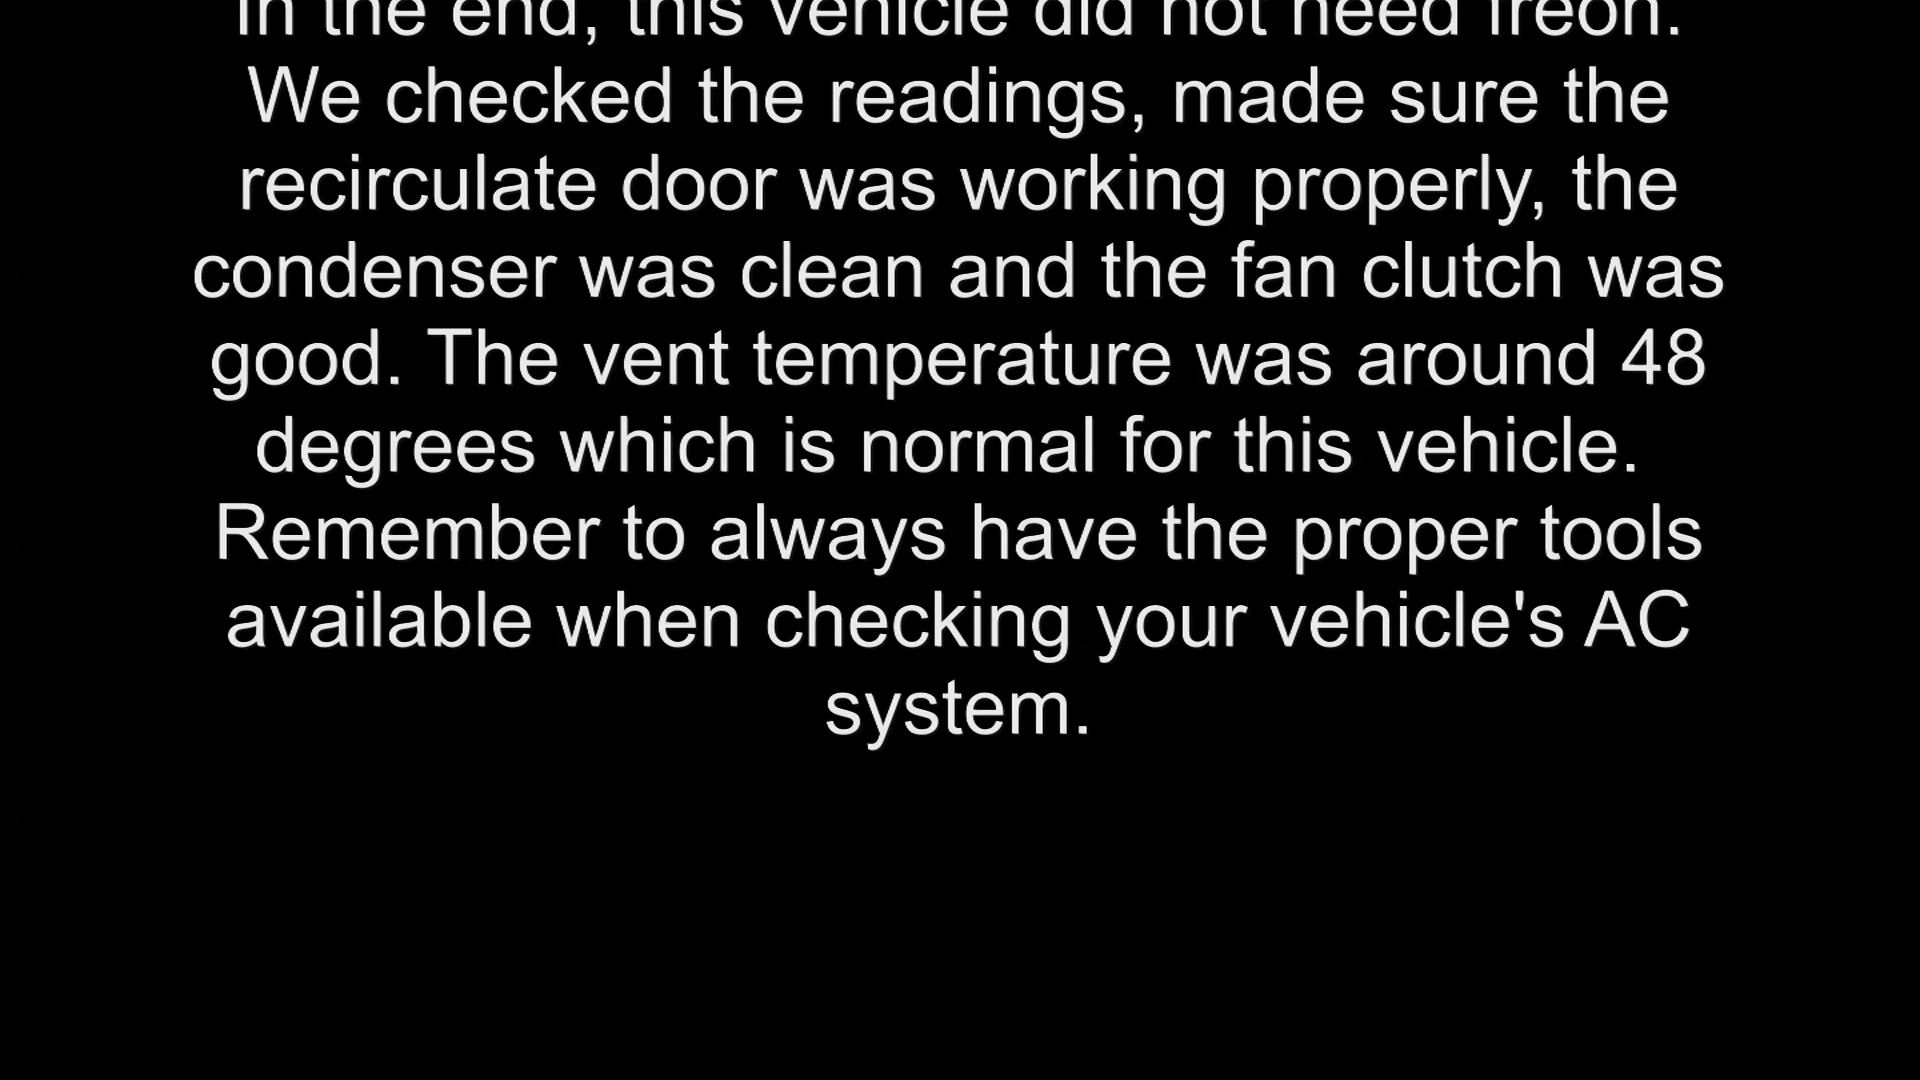 In the end, this vehicle did not need freon.
We checked the readings, made sure the
recirculate door was working properly, the
condenser was clean and the fan clutch was
good. The vent temperature was around 48
degrees which is normal for this vehicle.
Remember to always have the proper tools
available when checking your vehicle's AC
system.